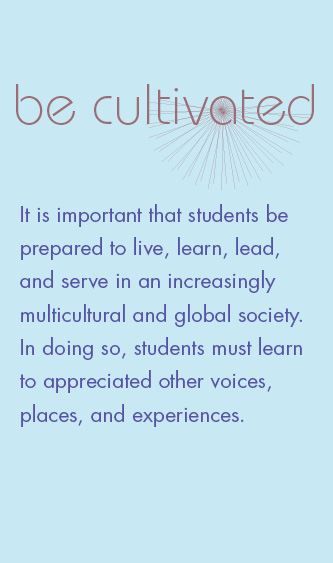 be cultivated
It is important that students be
prepared to live, learn, lead,
and serve in an increasingly
multicultural and global society.
In doing so, students must learn
to appreciated other voices,
places, and experiences.